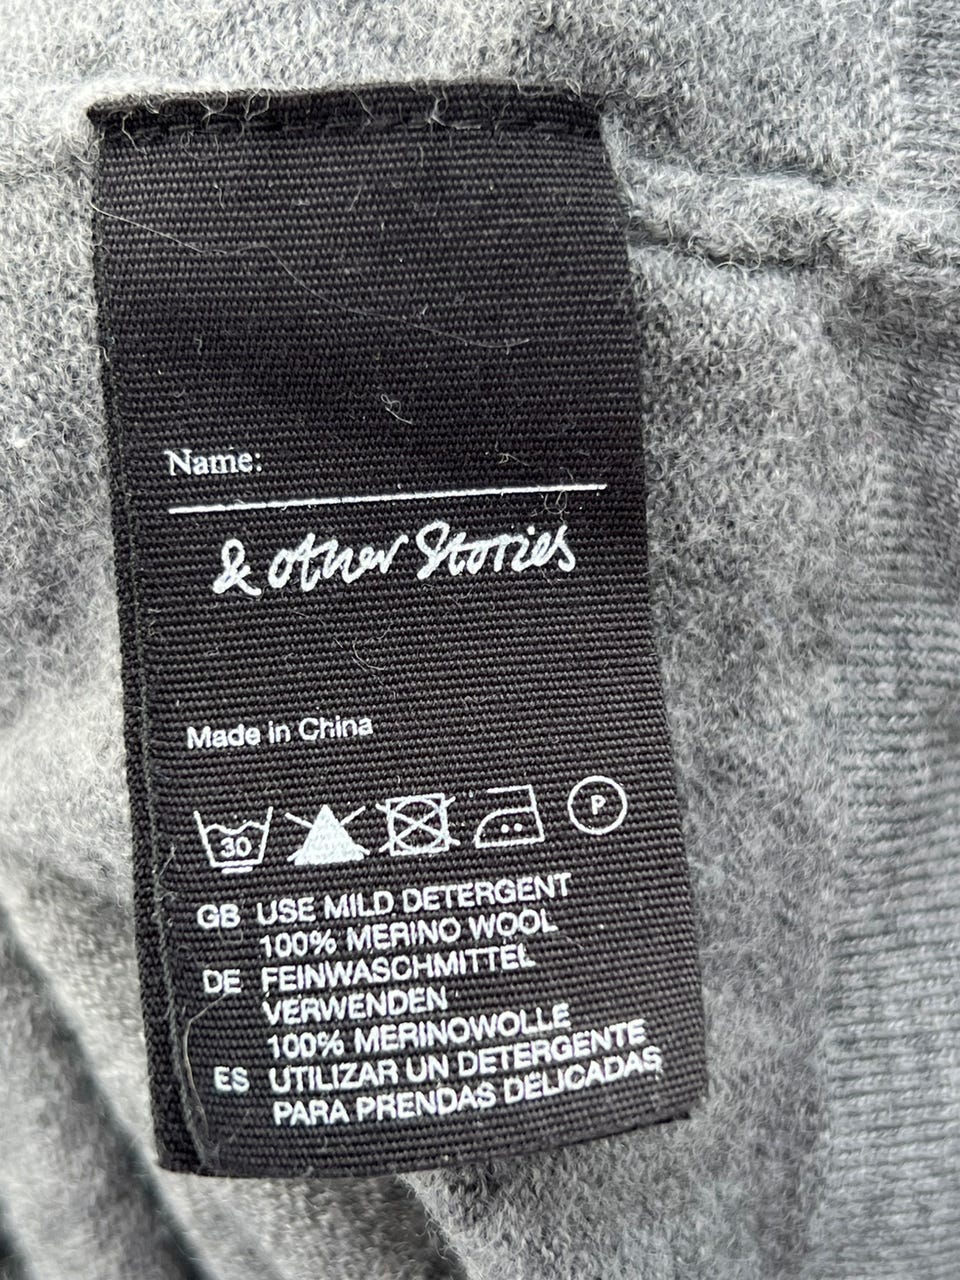 Name:
& other Stories
Made in China
30
P
GB USE MILD DETERGENT
100% MERINO WOOL
DE FEINWASCHMITTEL
VERWENDEN
100% MERINOWOLLE
ES UTILIZAR UN DETERGENTE
PARA PRENDAS DELICADAS